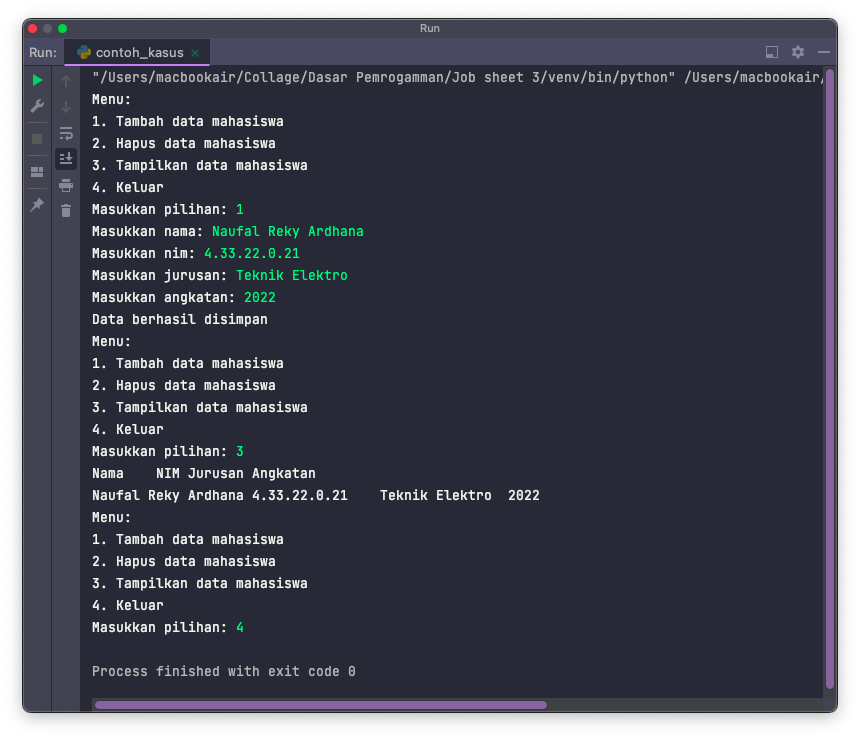 Run
Run: contoh_kasus
"/Users/macbookair/Collage/Dasar Pemrogamman/Job sheet 3/venv/bin/python" /Users/macbookair/
Menu:
1. Tambah data mahasiswa
2. Hapus data mahasiswa
3. Tampilkan data mahasiswa
4. Keluar
Masukkan pilihan: 1
Masukkan nama: Naufal Reky Ardhana
Masukkan nim: 4.33.22.0.21
Masukkan jurusan: Teknik Elektro
Masukkan angkatan: 2022
Data berhasil disimpan
Menu:
1. Tambah data mahasiswa
2. Hapus data mahasiswa
3. Tampilkan data mahasiswa
4. Keluar
Masukkan pilihan: 3
Nama    NIM Jurusan Angkatan
Naufal Reky Ardhana 4.33.22.0.21    Teknik Elektro  2022
Menu:
1. Tambah data mahasiswa
2. Hapus data mahasiswa
3. Tampilkan data mahasiswa
4. Keluar
Masukkan pilihan: 4
Process finished with exit code 0